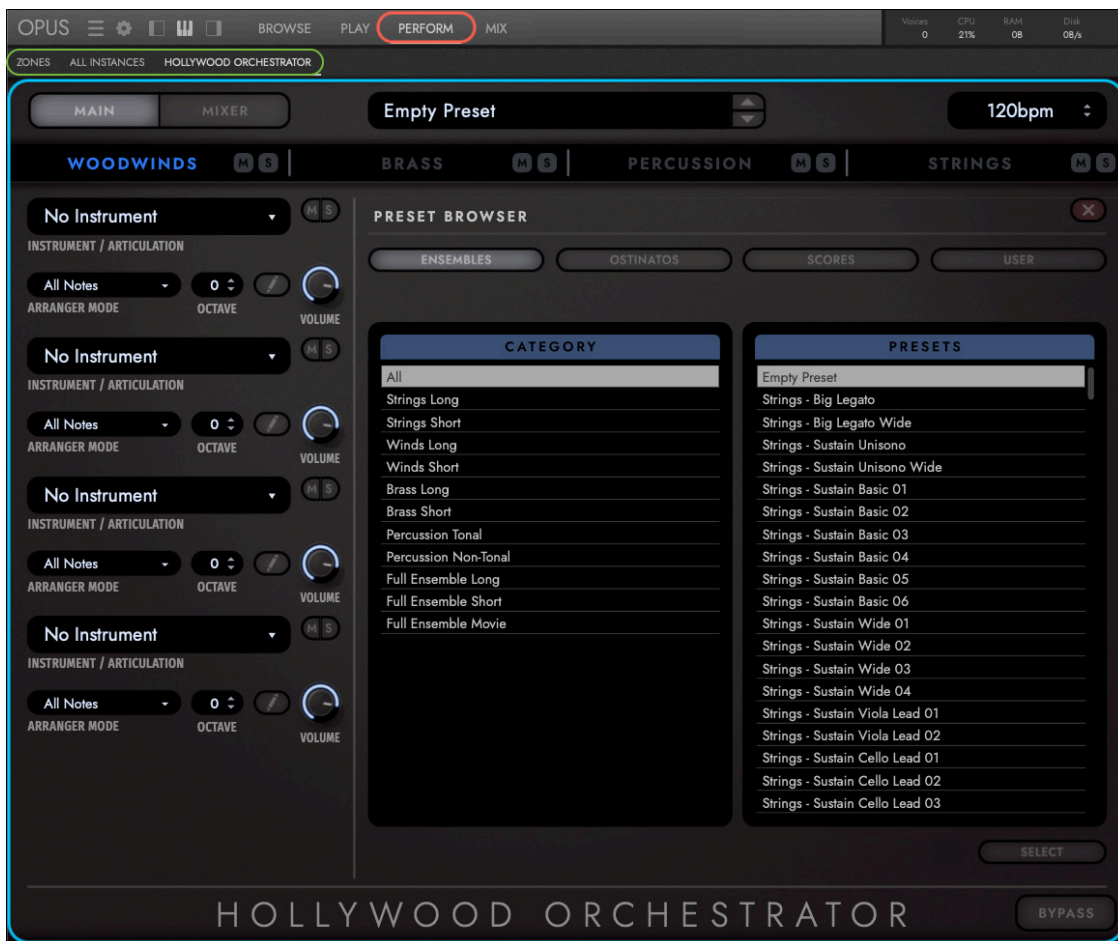 OPUS BROWSE PLAY PERFORM MIX Voices CPU RAM Disk
0 21% 0B 0B/s
ZONES ALL INSTANCES HOLLYWOOD ORCHESTRATOR
MAIN MIXER Empty Preset 120bpm
WOODWINDS M S BRASS M S PERCUSSION M S STRINGS M S
No Instrument M S
INSTRUMENT / ARTICULATION
All Notes 0
ARRANGER MODE OCTAVE VOLUME
No Instrument M S
INSTRUMENT / ARTICULATION
All Notes 0
ARRANGER MODE OCTAVE VOLUME
No Instrument M S
INSTRUMENT / ARTICULATION
All Notes 0
ARRANGER MODE OCTAVE VOLUME
No Instrument M S
INSTRUMENT / ARTICULATION
All Notes 0
ARRANGER MODE OCTAVE VOLUME
PRESET BROWSER
ENSEMBLES OSTINATOS SCORES USER
CATEGORY
All
Strings Long
Strings Short
Winds Long
Winds Short
Brass Long
Brass Short
Percussion Tonal
Percussion Non-Tonal
Full Ensemble Long
Full Ensemble Short
Full Ensemble Movie
PRESETS
Empty Preset
Strings - Big Legato
Strings - Big Legato Wide
Strings - Sustain Unisono
Strings - Sustain Unisono Wide
Strings - Sustain Basic 01
Strings - Sustain Basic 02
Strings - Sustain Basic 03
Strings - Sustain Basic 04
Strings - Sustain Basic 05
Strings - Sustain Basic 06
Strings - Sustain Wide 01
Strings - Sustain Wide 02
Strings - Sustain Wide 03
Strings - Sustain Wide 04
Strings - Sustain Viola Lead 01
Strings - Sustain Viola Lead 02
Strings - Sustain Cello Lead 01
Strings - Sustain Cello Lead 02
Strings - Sustain Cello Lead 03
SELECT
HOLLYWOOD ORCHESTRATOR
BYPASS